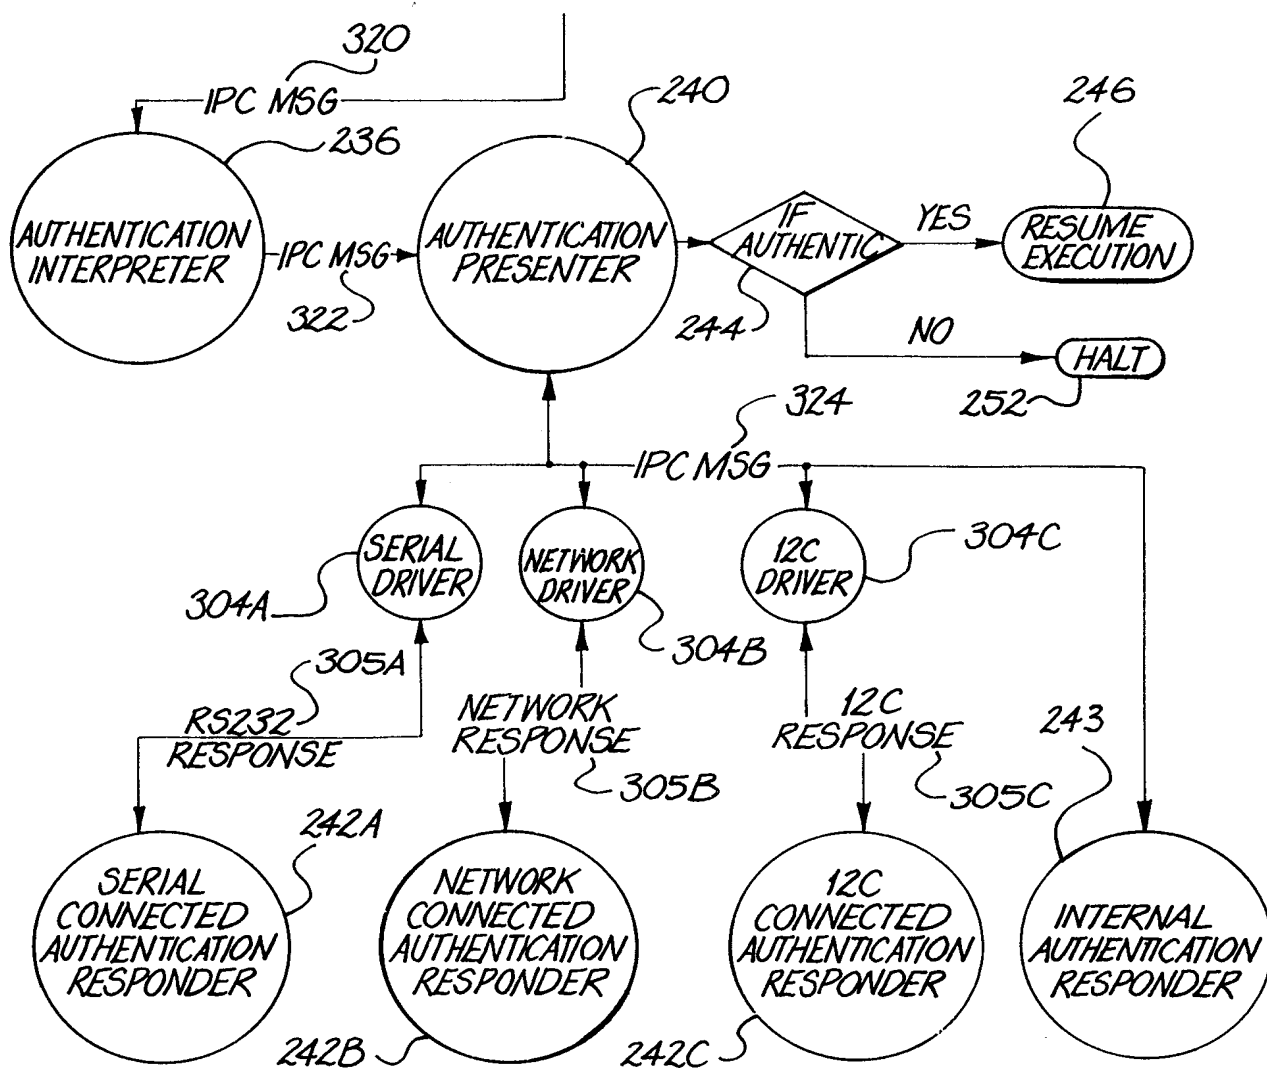 320
IPC MSG
236
240
246
AUTHENTICATION
INTERPRETER
IPC MSG
322
AUTHENTICATION
PRESENTER
IF
AUTHENTIC
244
YES
RESUME
EXECUTION
NO
HALT
252
324
IPC MSG
SERIAL
DRIVER
304A
NETWORK
DRIVER
304B
12C
DRIVER
304C
305A
RS232
RESPONSE
NETWORK
RESPONSE
305B
12C
RESPONSE
305C
243
242A
SERIAL
CONNECTED
AUTHENTICATION
RESPONDER
NETWORK
CONNECTED
AUTHENTICATION
RESPONDER
242B
12C
CONNECTED
AUTHENTICATION
RESPONDER
242C
INTERNAL
AUTHENTICATION
RESPONDER